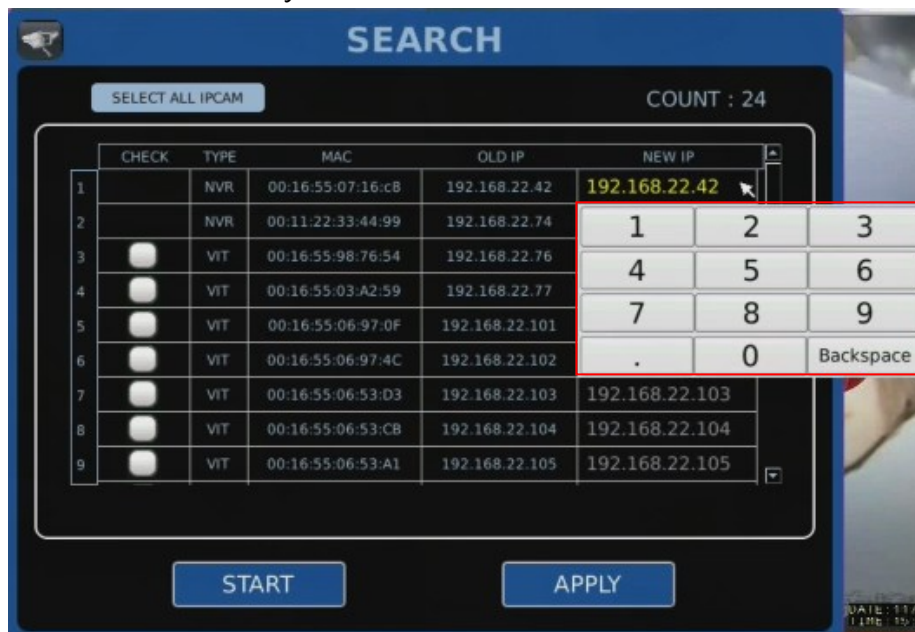 SEARCH
SELECT ALL IPCAM COUNT : 24
CHECK TYPE MAC OLD IP NEW IP
1 NVR 00:16:55:07:16:c8 192.168.22.42 192.168.22.42
2 NVR 00:11:22:33:44:99 192.168.22.74
3 VIT 00:16:55:98:76:54 192.168.22.76
4 VIT 00:16:55:03:A2:59 192.168.22.77
5 VIT 00:16:55:06:97:0F 192.168.22.101
6 VIT 00:16:55:06:97:4C 192.168.22.102
7 VIT 00:16:55:06:53:D3 192.168.22.103 192.168.22.103
8 VIT 00:16:55:06:53:CB 192.168.22.104 192.168.22.104
9 VIT 00:16:55:06:53:A1 192.168.22.105 192.168.22.105
1 2 3
4 5 6
7 8 9
. 0 Backspace
START APPLY
DATE:
TIME